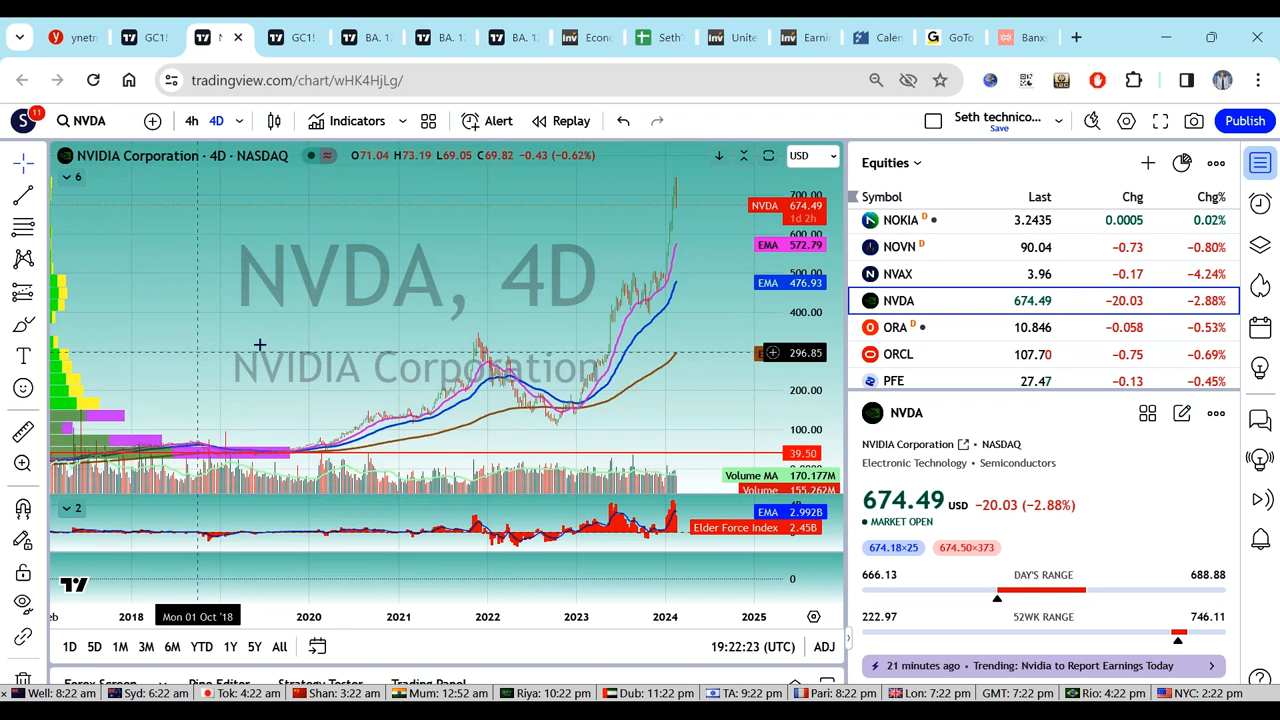 ynetn
GC1!
N
GC1!
BA. 12
BA. 12
BA. 12
Econo
Seth'
Unite
Earni
Calen
GoTo
Banx
tradingview.com/chart/wHK4HjLg/
S 11 NVDA 4h 4D Indicators Alert Replay Seth technico... Save Publish
NVIDIA Corporation · 4D · NASDAQ O71.04 H73.19 L69.05 C69.82 −0.43 (−0.62%) USD
6
NVDA, 4D
NVIDIA Corporation
700.00
NVDA 674.49
1d 2h
600.00
EMA 572.79
500.00
EMA 476.93
400.00
296.85
200.00
100.00
39.50
Volume MA 170.177M
Volume 155.262M
2
EMA 2.992B
Elder Force Index 2.45B
0
2018 Mon 01 Oct '18 2020 2021 2022 2023 2024 2025
1D 5D 1M 3M 6M YTD 1Y 5Y All 19:22:23 (UTC) ADJ
Forex Screen Pine Editor Strategy Tester Trading Panel
Equities
Symbol Last Chg Chg%
NOKIA D 3.2435 0.0005 0.02%
NOVN D 90.04 −0.73 −0.80%
NVAX 3.96 −0.17 −4.24%
NVDA 674.49 −20.03 −2.88%
ORA D 10.846 −0.058 −0.53%
ORCL 107.70 −0.75 −0.69%
PFE 27.47 −0.13 −0.45%
NVDA
NVIDIA Corporation NASDAQ
Electronic Technology • Semiconductors
674.49 USD −20.03 (−2.88%)
MARKET OPEN
674.18×25 674.50×373
666.13 DAY'S RANGE 688.88
222.97 52WK RANGE 746.11
21 minutes ago • Trending: Nvidia to Report Earnings Today
Well: 8:22 am Syd: 6:22 am Tok: 4:22 am Shan: 3:22 am Mum: 12:52 am Riya: 10:22 pm Dub: 11:22 pm TA: 9:22 pm Pari: 8:22 pm Lon: 7:22 pm GMT: 7:22 pm Rio: 4:22 pm NYC: 2:22 pm